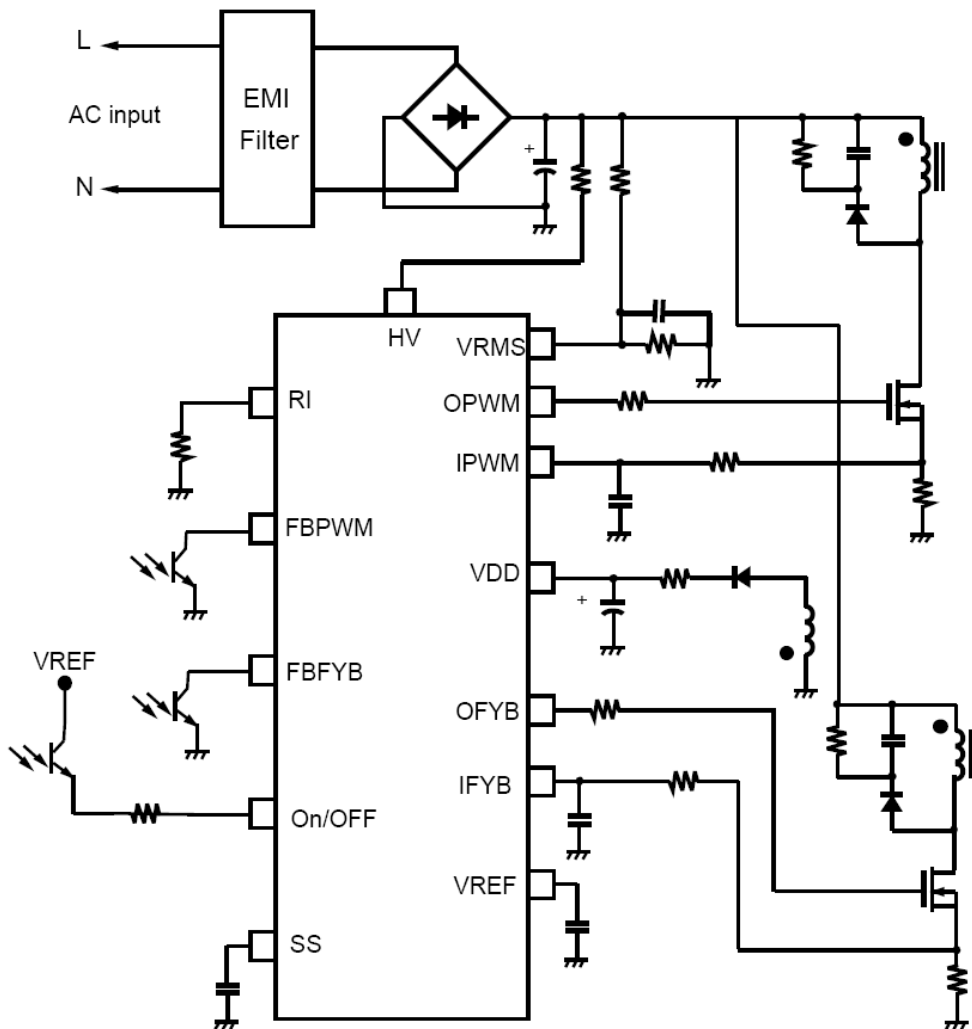 L
AC input
N
EMI
Filter
HV
VRMS
RI
OPWM
IPWM
FBPWM
VDD
VREF
FBFYB
OFYB
IFYB
On/OFF
VREF
SS
+
+